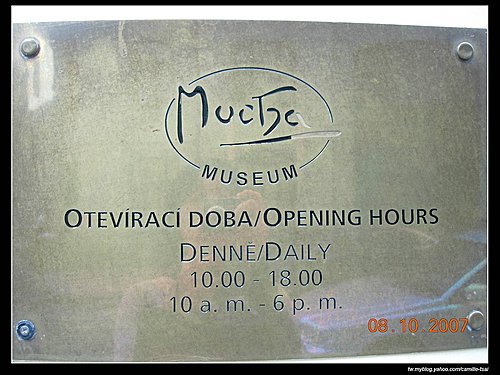 Mucha
MUSEUM
OTEVÍRACÍ DOBA/OPENING HOURS
DENNĚ/DAILY
10.00 - 18.00
10 a. m. - 6 p. m.
08.10.2007
tw.myblog.yahoo.com/camille-tsai